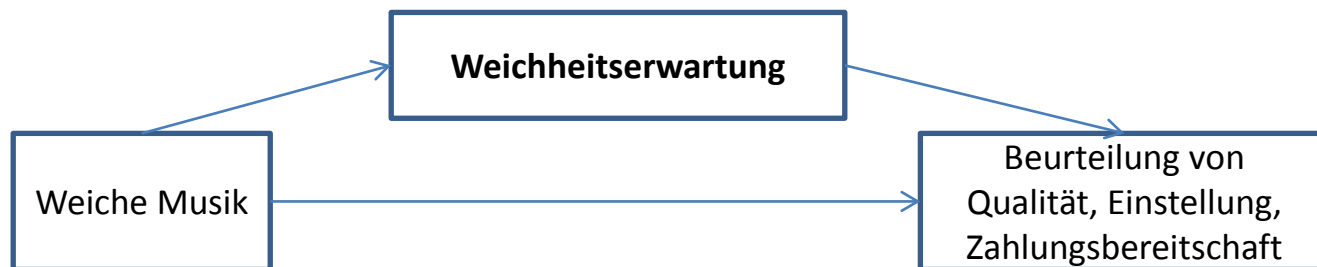 Weichheitserwartung
Weiche Musik
Beurteilung von
Qualität, Einstellung,
Zahlungsbereitschaft